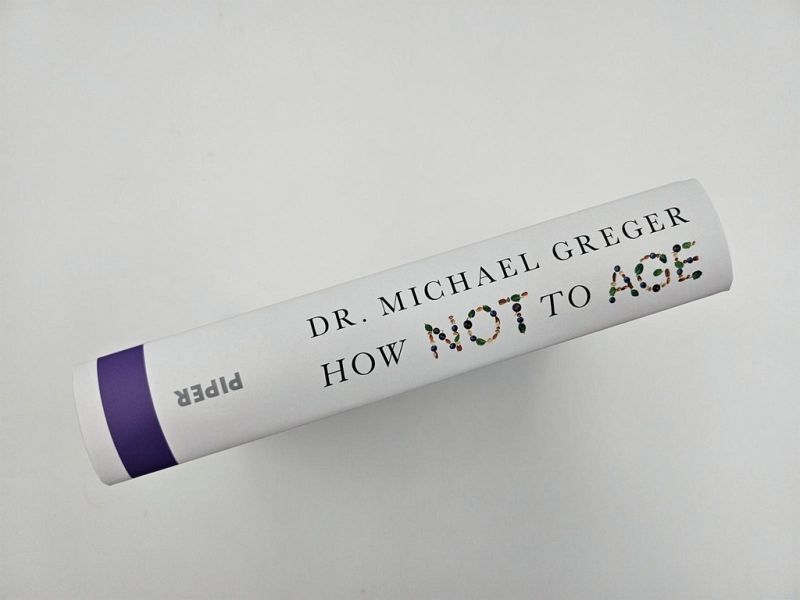 DR. MICHAEL GREGER
HOW NOT TO AGE
PIPER